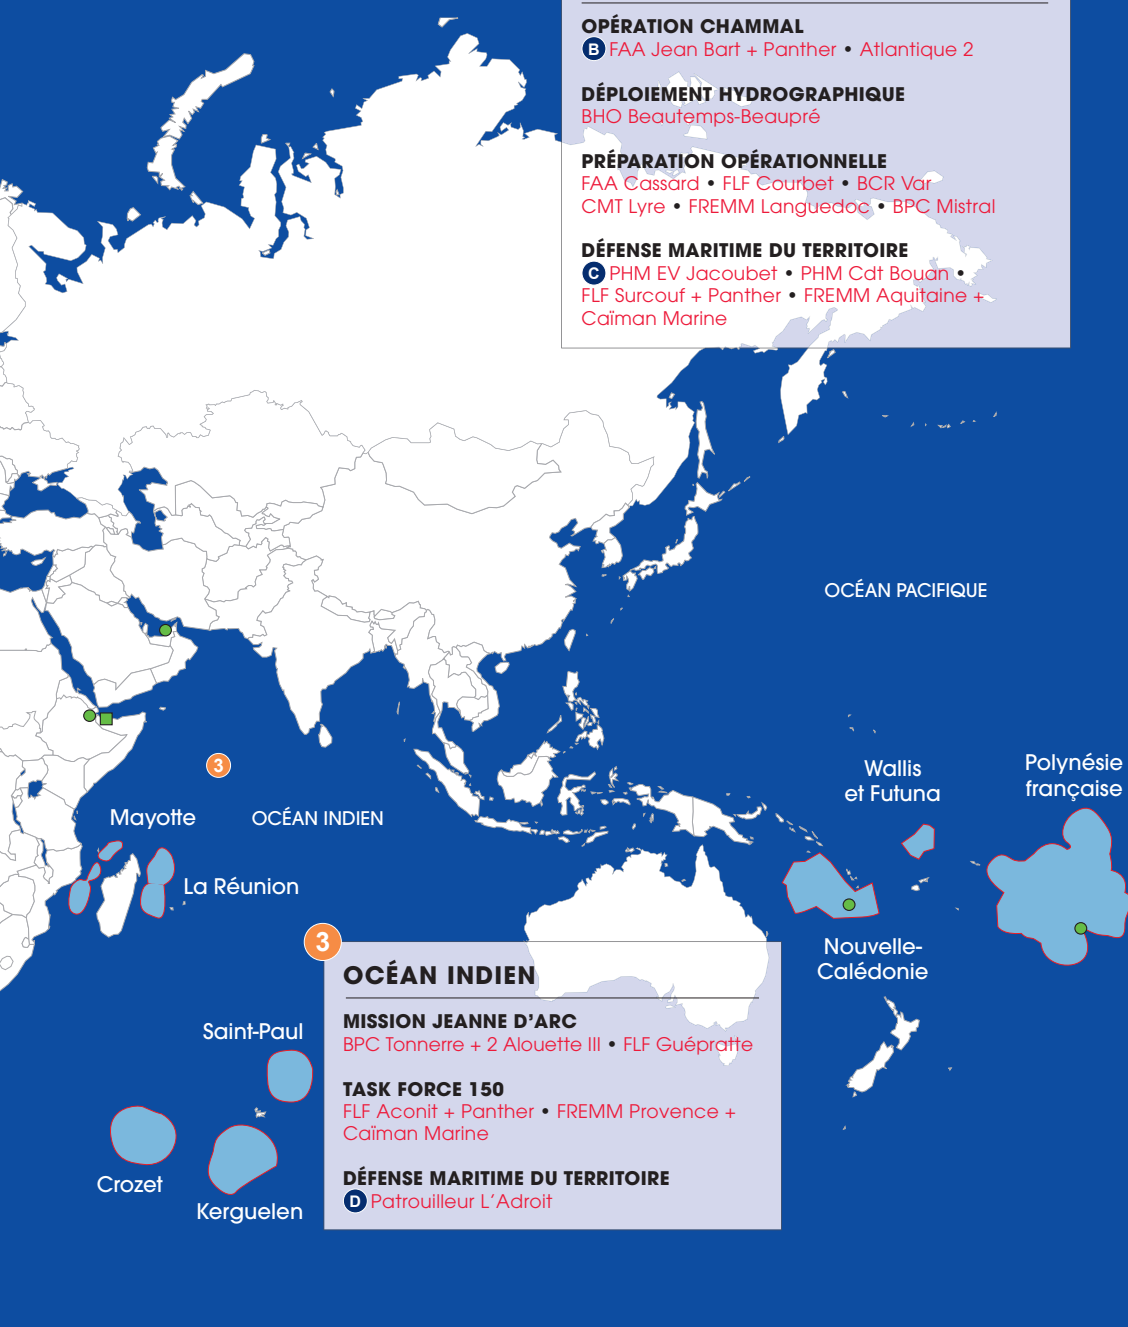 OPÉRATION CHAMMAL
B FAA Jean Bart + Panther • Atlantique 2
DÉPLOIEMENT HYDROGRAPHIQUE
BHO Beautemps-Beaupré
PRÉPARATION OPÉRATIONNELLE
FAA Cassard • FLF Courbet • BCR Var
CMT Lyre • FREMM Languedoc • BPC Mistral
DÉFENSE MARITIME DU TERRITOIRE
C PHM EV Jacoubet • PHM Cdt Bouan •
FLF Surcouf + Panther • FREMM Aquitaine +
Caïman Marine
OCÉAN PACIFIQUE
3
Wallis
et Futuna
Polynésie
française
Mayotte
OCÉAN INDIEN
La Réunion
Nouvelle-
Calédonie
3
OCÉAN INDIEN
MISSION JEANNE D’ARC
BPC Tonnerre + 2 Alouette III • FLF Guépratte
TASK FORCE 150
FLF Aconit + Panther • FREMM Provence +
Caïman Marine
DÉFENSE MARITIME DU TERRITOIRE
D Patrouilleur L’Adroit
Saint-Paul
Crozet
Kerguelen